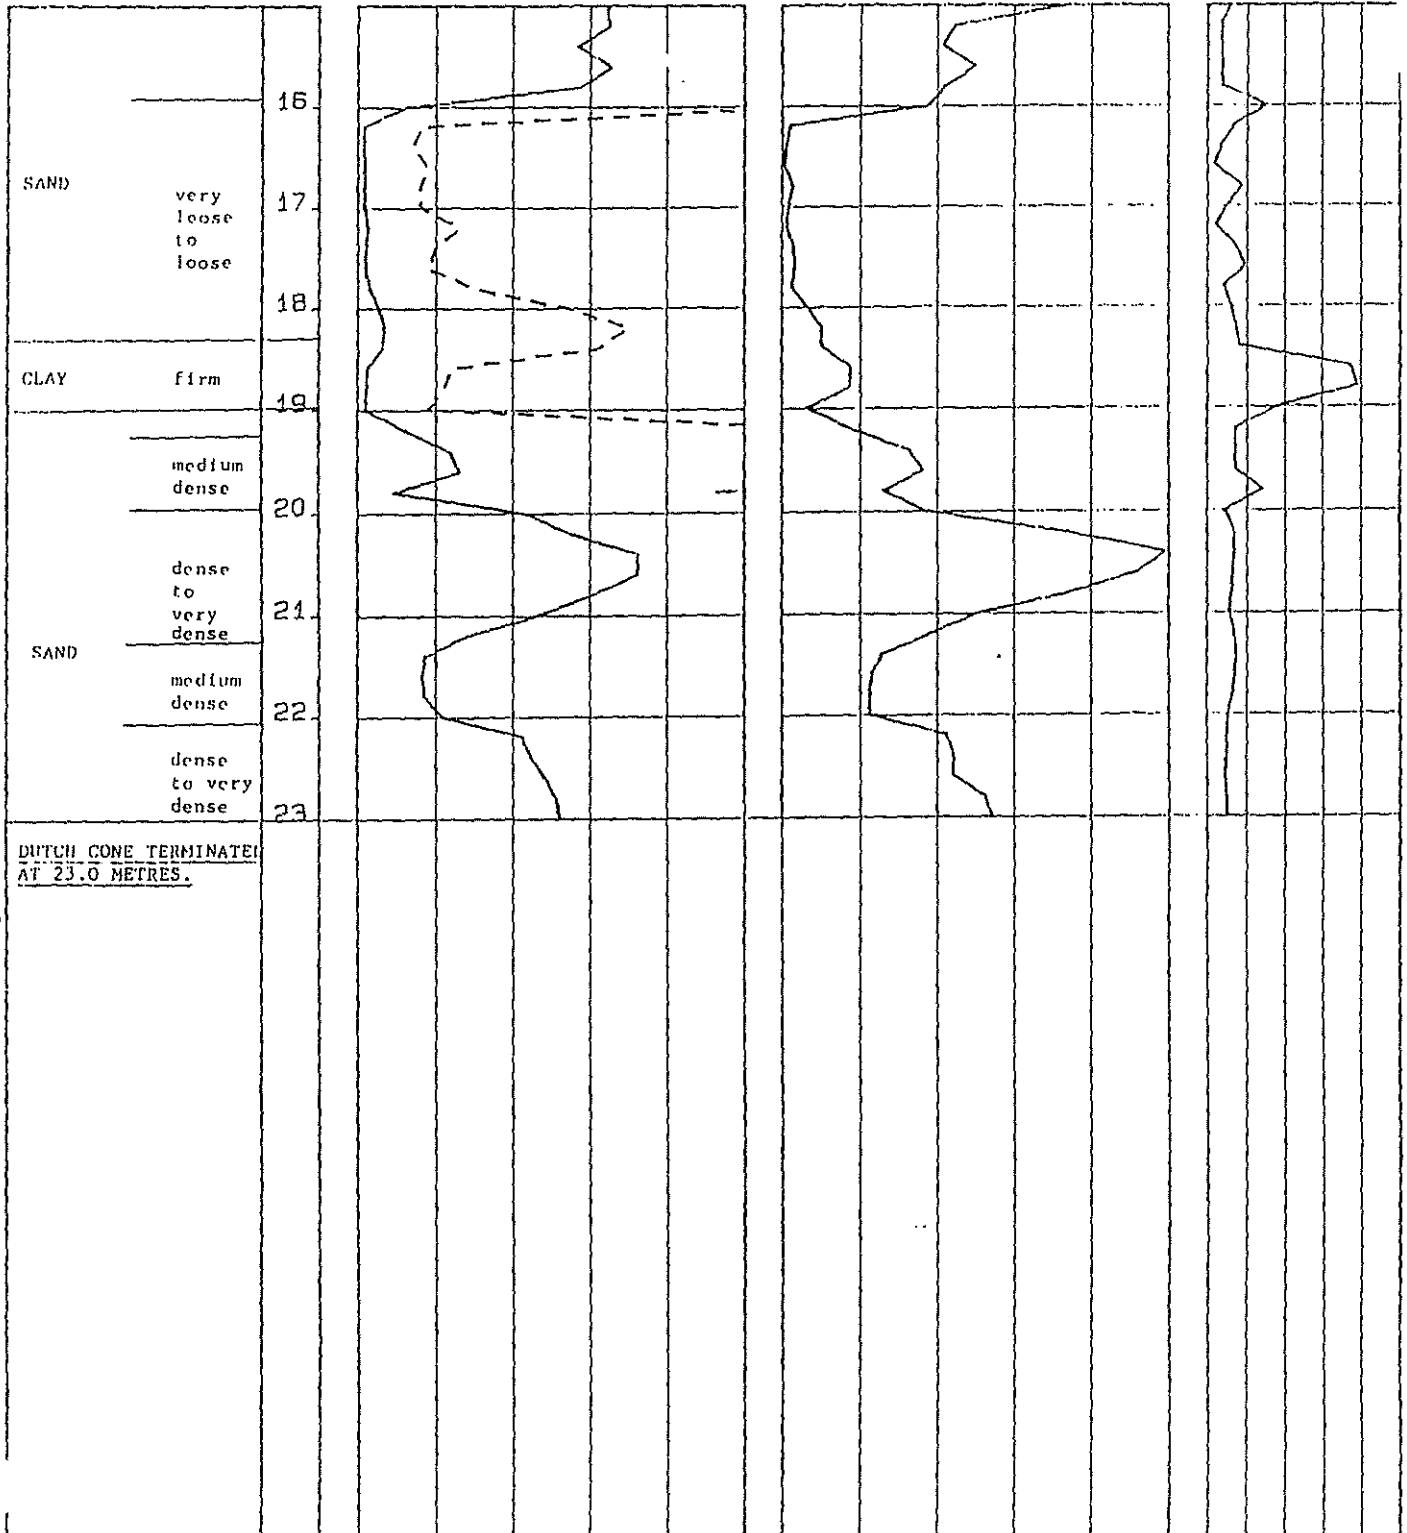 16
SAND
very
loose
to
loose
17
18
CLAY firm
19
medium
dense
20
dense
to
very
dense
21
SAND
medium
dense
22
dense
to very
dense
23
DUTCH CONE TERMINATED
AT 23.0 METRES.